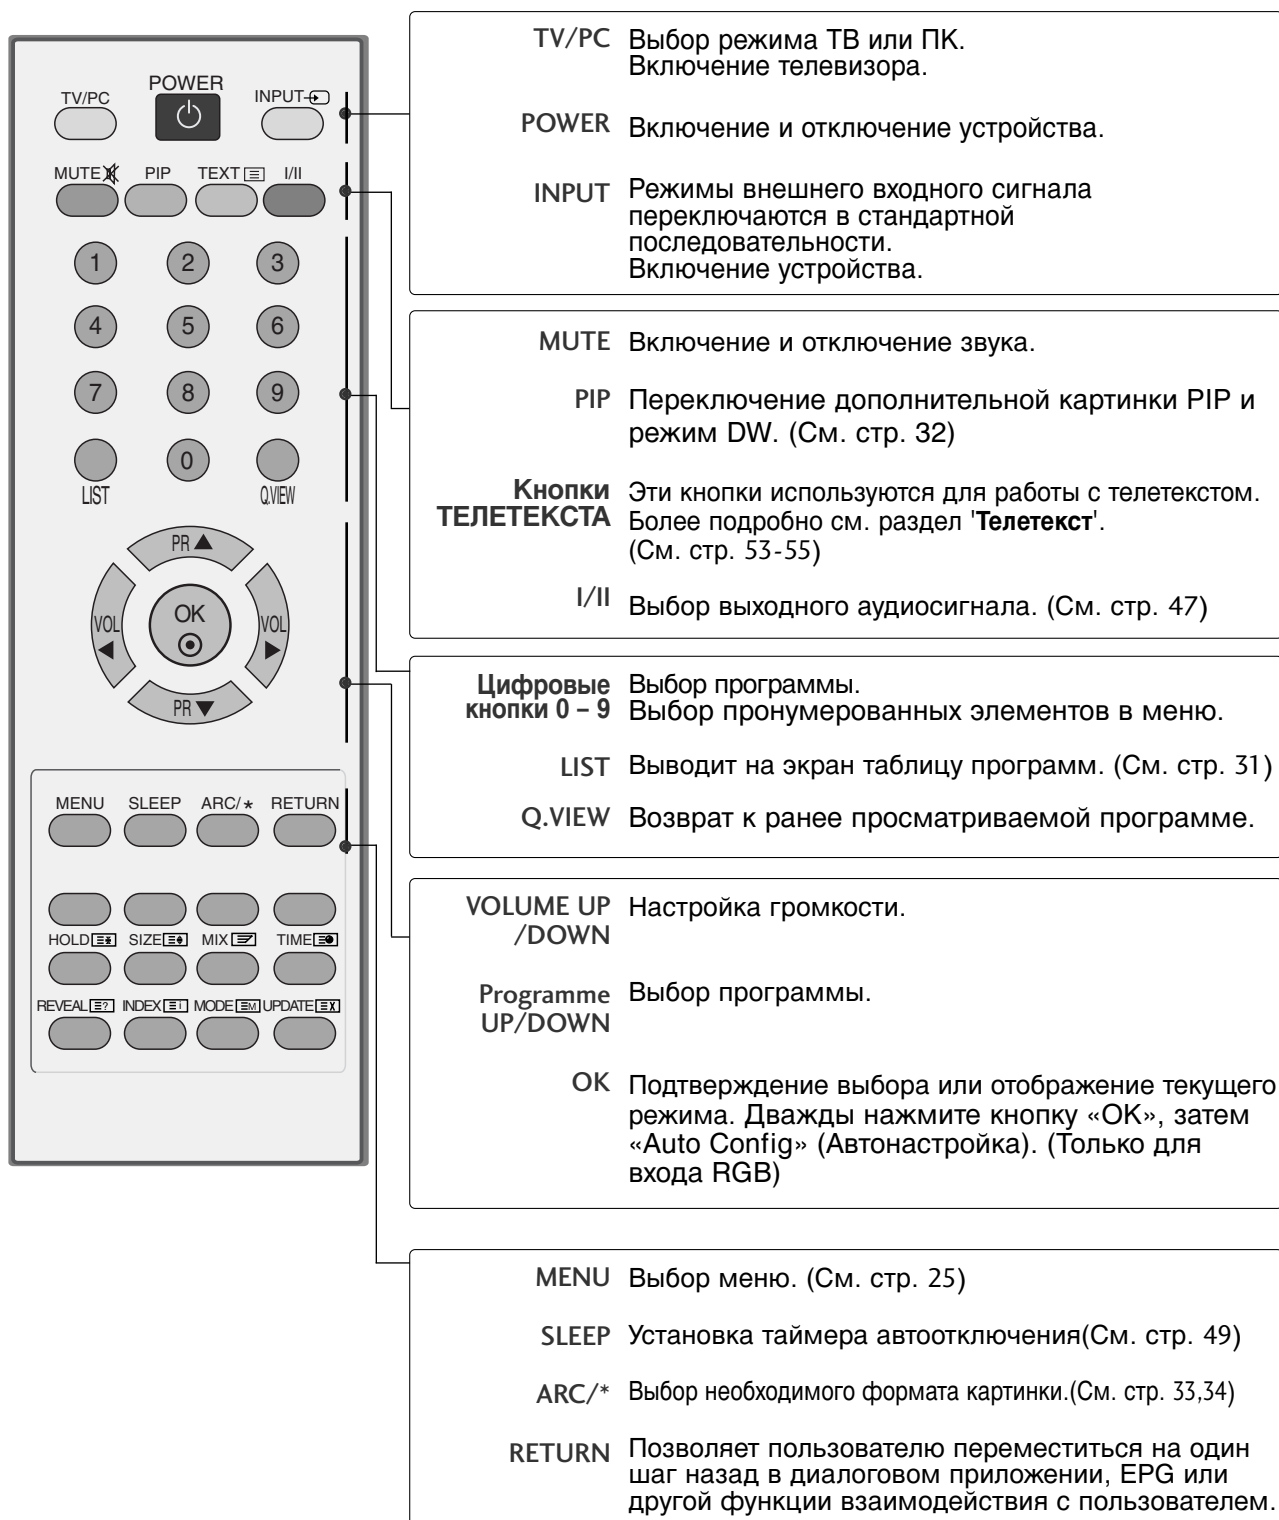 POWER
TV/PC INPUT
MUTE PIP TEXT I/II
1 2 3
4 5 6
7 8 9
0
LIST Q.VIEW
PR
VOL OK VOL
PR
MENU SLEEP ARC/* RETURN
HOLD SIZE MIX TIME
REVEAL ? INDEX i MODE M UPDATE X
TV/PC Выбор режима ТВ или ПК.
Включение телевизора.
POWER Включение и отключение устройства.
INPUT Режимы внешнего входного сигнала
переключаются в стандартной
последовательности.
Включение устройства.
MUTE Включение и отключение звука.
PIP Переключение дополнительной картинки PIP и
режим DW. (См. стр. 32)
Кнопки Эти кнопки используются для работы с телетекстом.
ТЕЛЕТЕКСТА Более подробно см. раздел 'Телетекст'.
(См. стр. 53-55)
I/II Выбор выходного аудиосигнала. (См. стр. 47)
Цифровые Выбор программы.
кнопки 0 – 9 Выбор пронумерованных элементов в меню.
LIST Выводит на экран таблицу программ. (См. стр. 31)
Q.VIEW Возврат к ранее просматриваемой программе.
VOLUME UP Настройка громкости.
/DOWN
Programme Выбор программы.
UP/DOWN
OK Подтверждение выбора или отображение текущего
режима. Дважды нажмите кнопку «OK», затем
«Auto Config» (Автонастройка). (Только для
входа RGB)
MENU Выбор меню. (См. стр. 25)
SLEEP Установка таймера автоотключения(См. стр. 49)
ARC/* Выбор необходимого формата картинки.(См. стр. 33,34)
RETURN Позволяет пользователю переместиться на один
шаг назад в диалоговом приложении, EPG или
другой функции взаимодействия с пользователем.